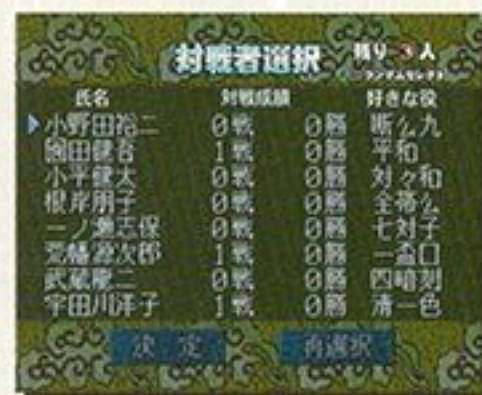 対戦者選択 残り 3 人
ランダムセレクト
氏名 対戦成績 好きな役
小野田裕二 0戦 0勝 断么九
園田健吾 1戦 0勝 平和
小平健太 0戦 0勝 対々和
根岸朋子 0戦 0勝 全帯么
一ノ瀬志保 0戦 0勝 七対子
荒幡源次郎 1戦 0勝 一盃口
武蔵龍二 0戦 0勝 四暗刻
宇田川洋子 1戦 0勝 清一色
決定 再選択